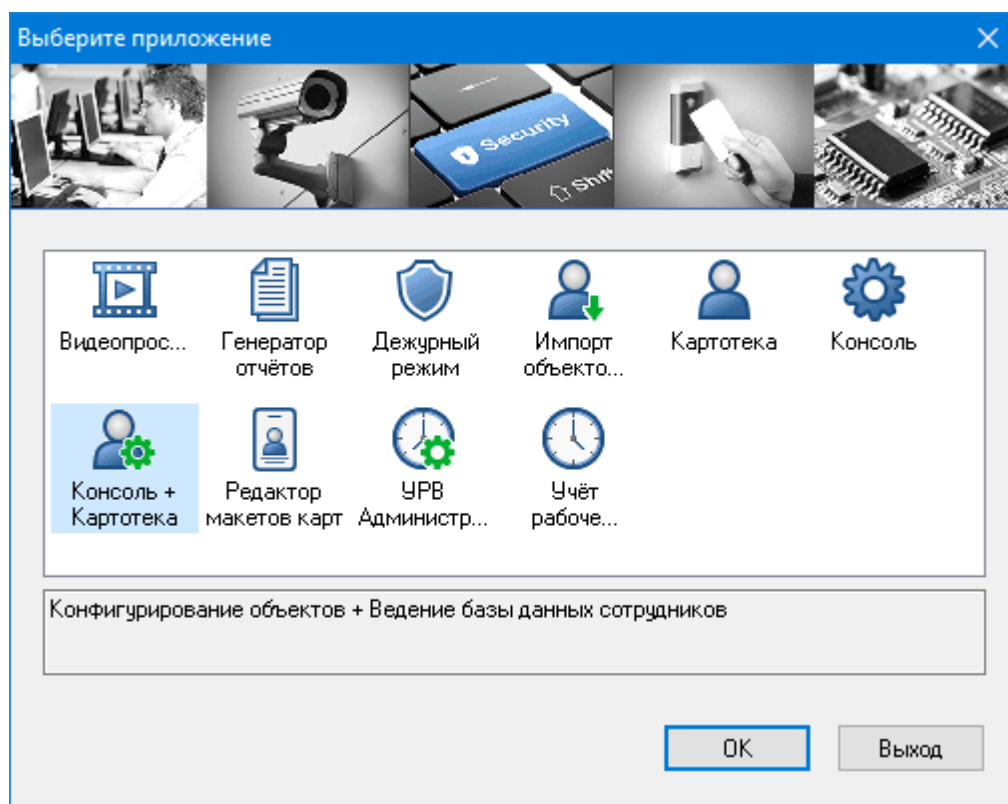 Выберите приложение
Security
Shift
Видеопрос...
Генератор
отчётов
Дежурный
режим
Импорт
объекто...
Картотека
Консоль
Консоль +
Картотека
Редактор
макетов карт
УРВ
Администр...
Учёт
рабоче...
Конфигурирование объектов + Ведение базы данных сотрудников
OK
Выход